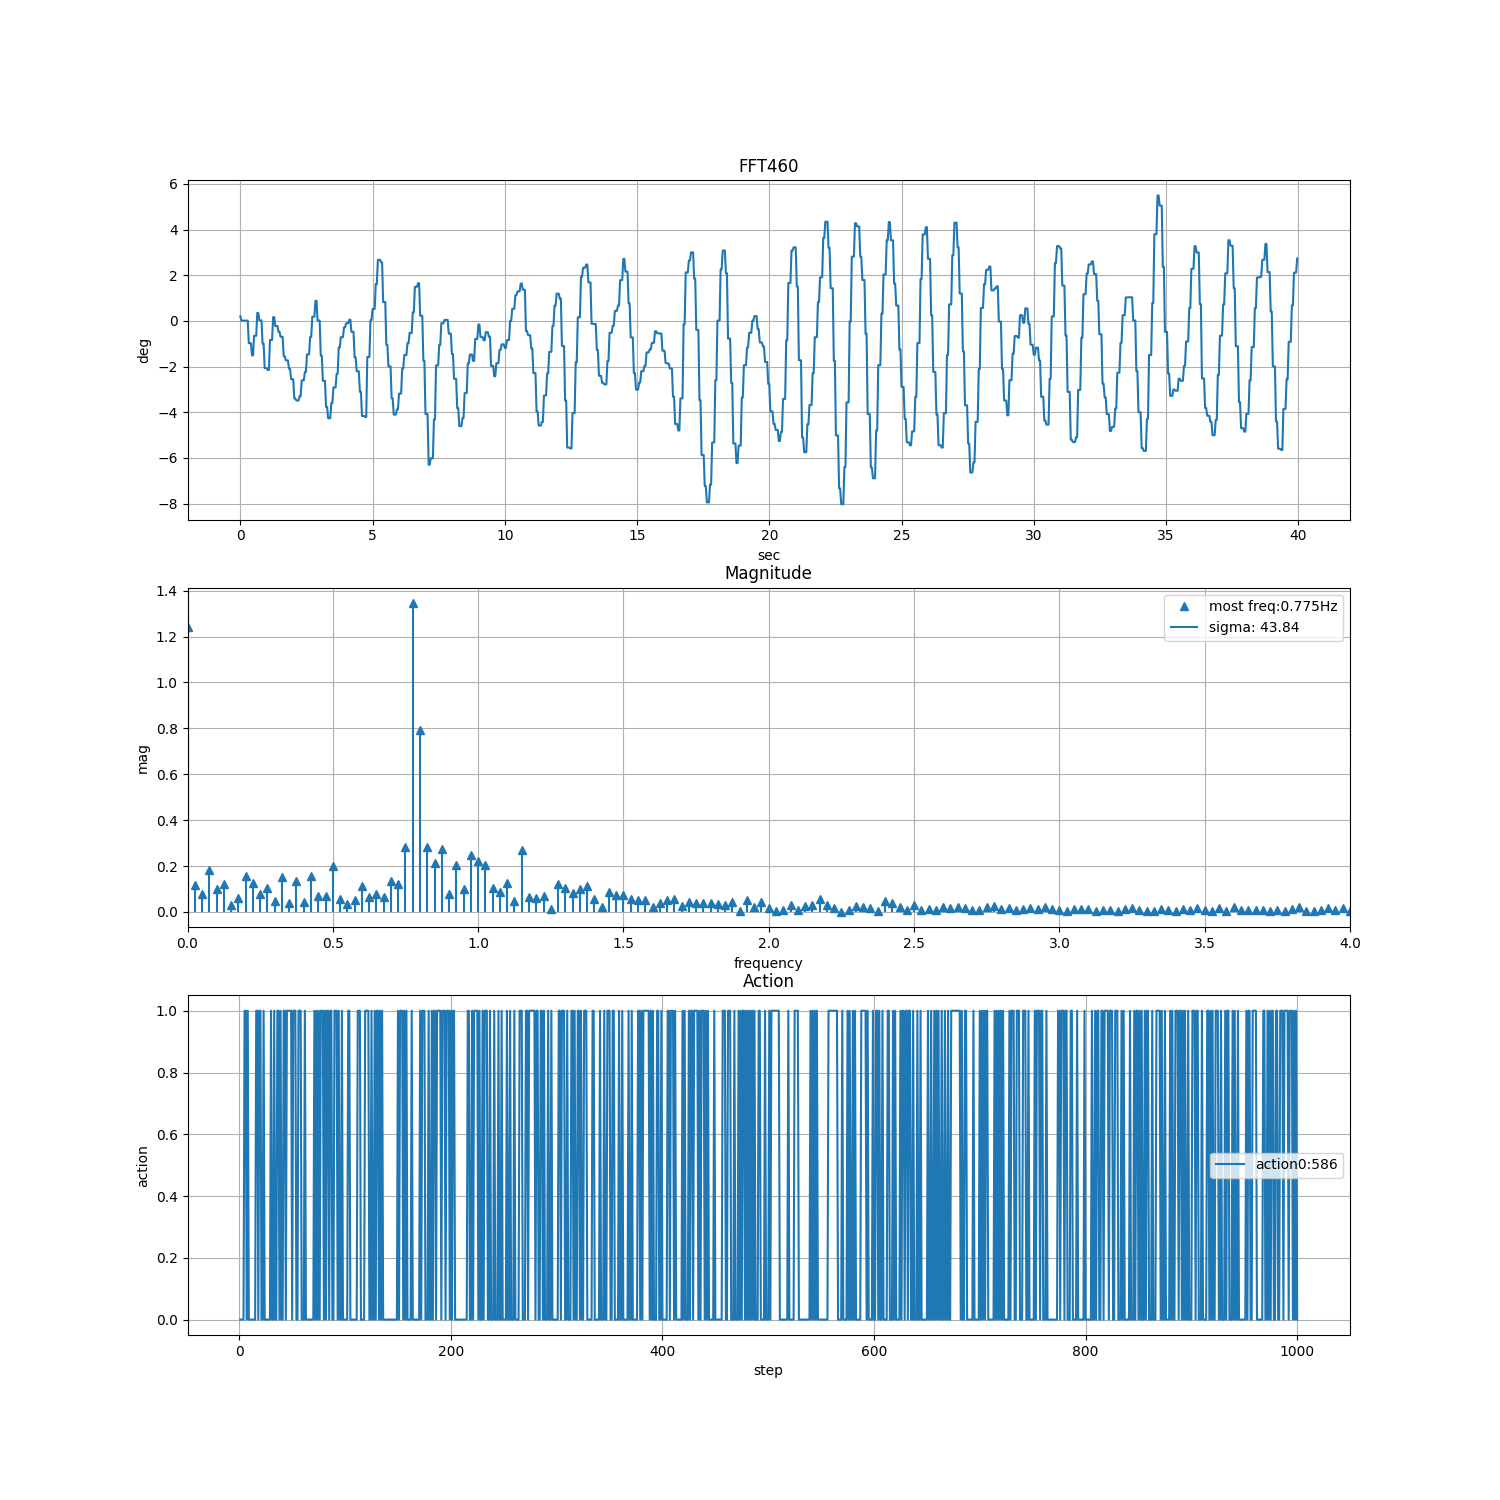 FFT460
6
4
2
0
−2
−4
−6
−8
deg
0 5 10 15 20 25 30 35 40
sec
Magnitude
1.4
1.2
1.0
0.8
0.6
0.4
0.2
0.0
mag
most freq:0.775Hz
sigma: 43.84
0.0 0.5 1.0 1.5 2.0 2.5 3.0 3.5 4.0
frequency
Action
1.0
0.8
0.6
0.4
0.2
0.0
action
action0:586
0 200 400 600 800 1000
step